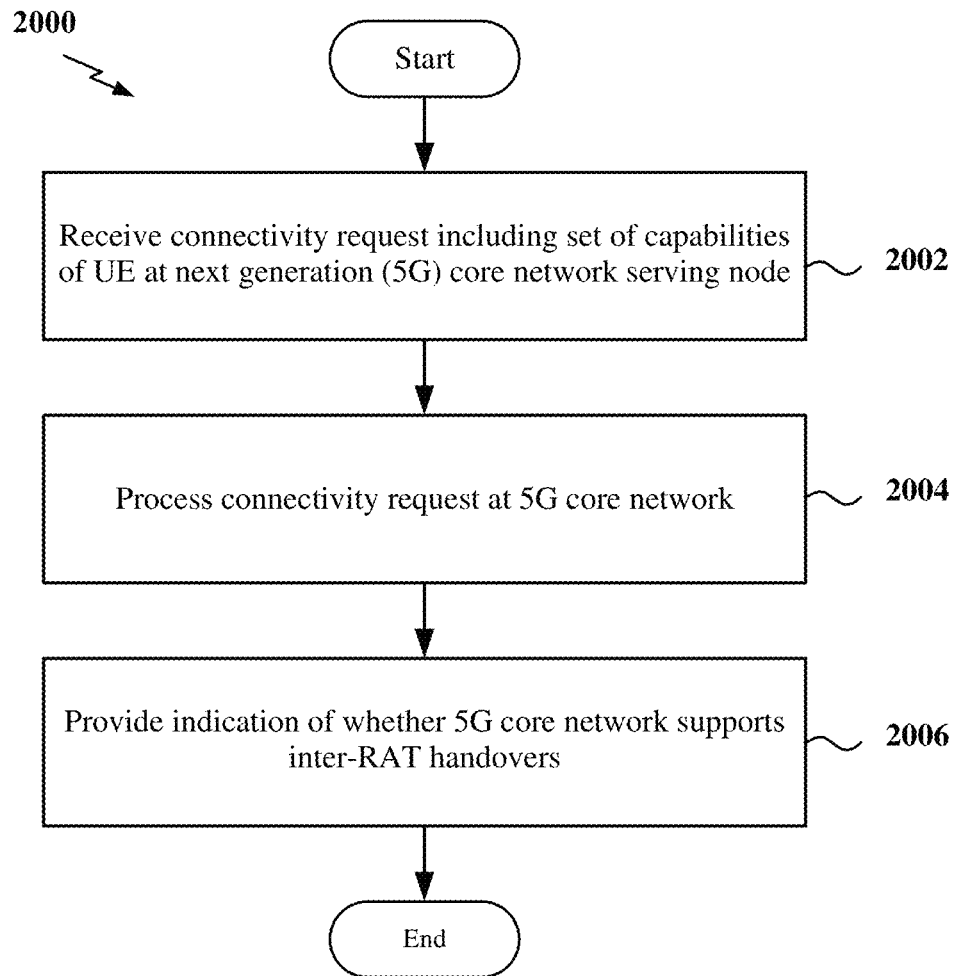 2000
Start
Receive connectivity request including set of capabilities
of UE at next generation (5G) core network serving node
2002
Process connectivity request at 5G core network
2004
Provide indication of whether 5G core network supports
inter-RAT handovers
2006
End